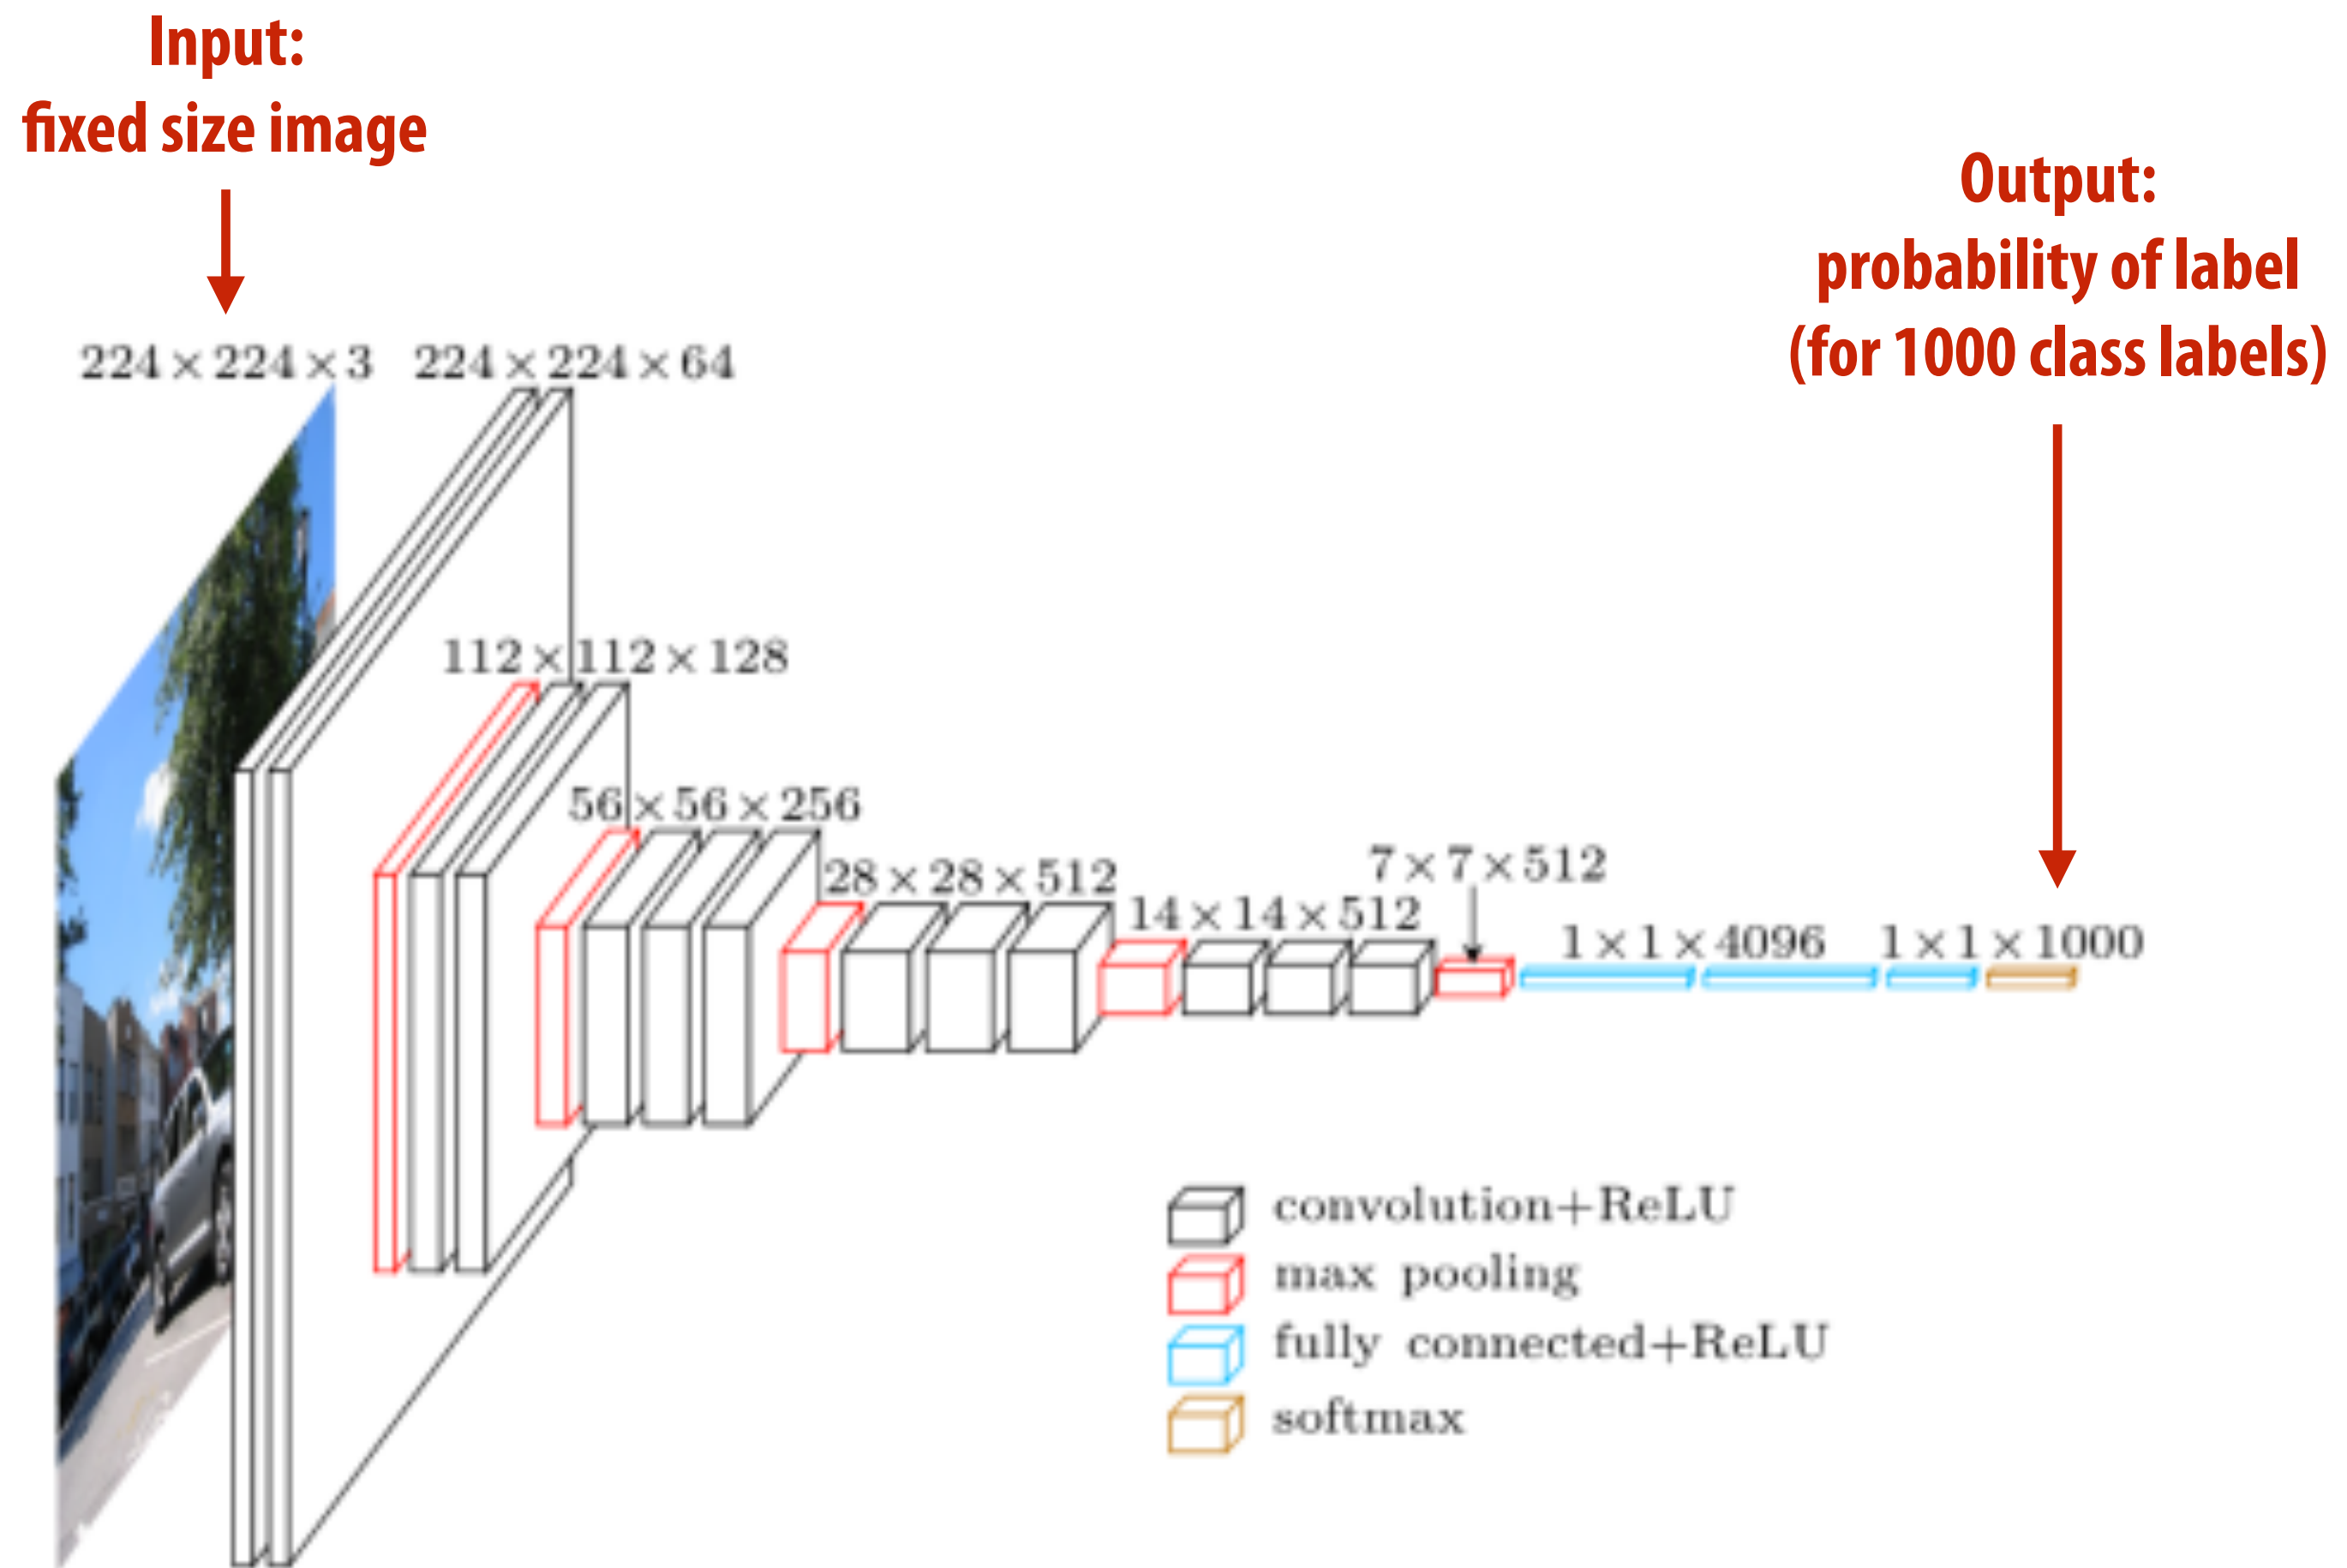 Input:
fixed size image
Output:
probability of label
(for 1000 class labels)
224×224×3
224×224×64
112×112×128
56×56×256
28×28×512
14×14×512
7×7×512
1×1×4096
1×1×1000
convolution+ReLU
max pooling
fully connected+ReLU
softmax